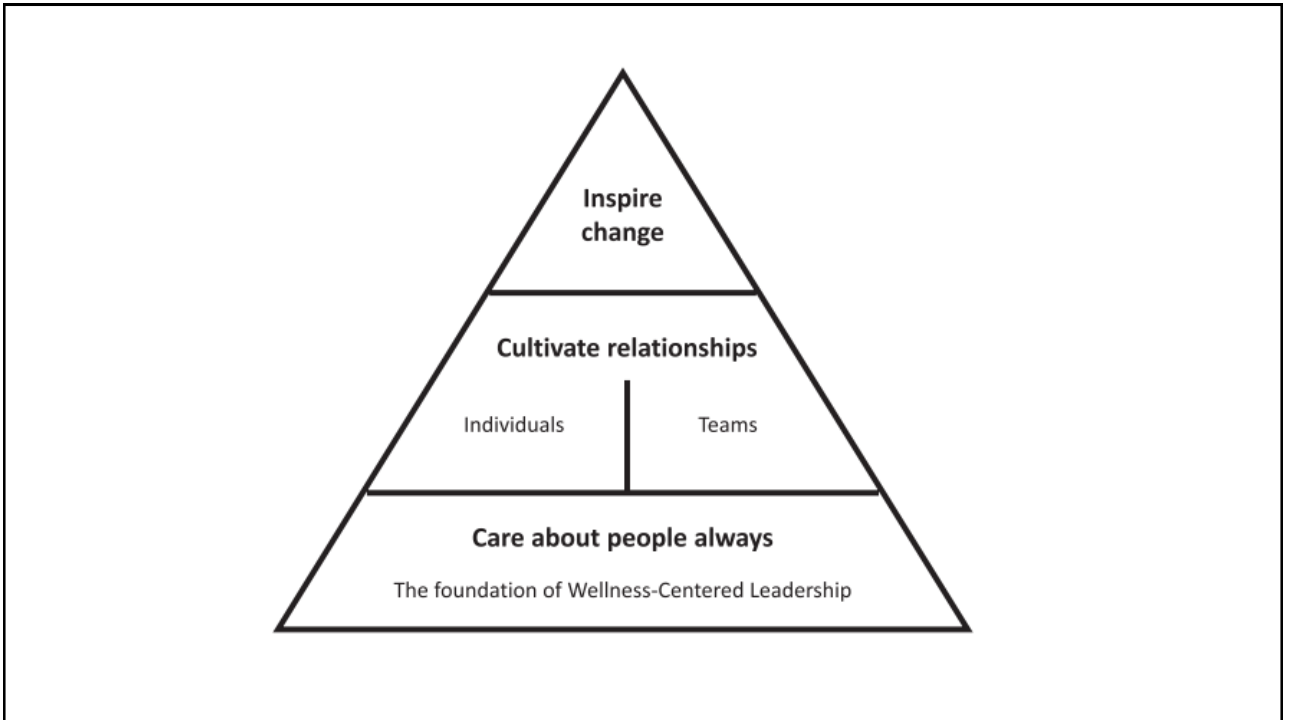 Inspire
change
Cultivate relationships
Individuals
Teams
Care about people always
The foundation of Wellness-Centered Leadership